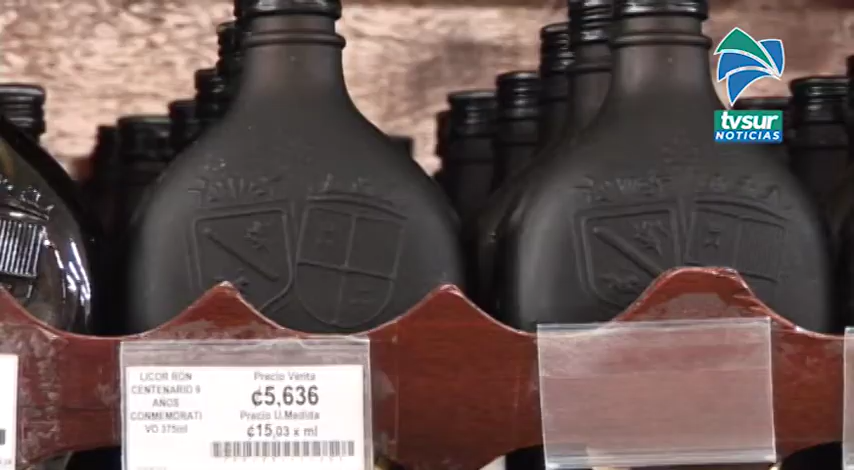 tvsur
NOTICIAS
LICOR RON
CENTENARIO 9
AÑOS
CONMEMORATI
VO 375ml
Precio Venta
₡5,636
Precio U.Medida
₡15,03 x ml